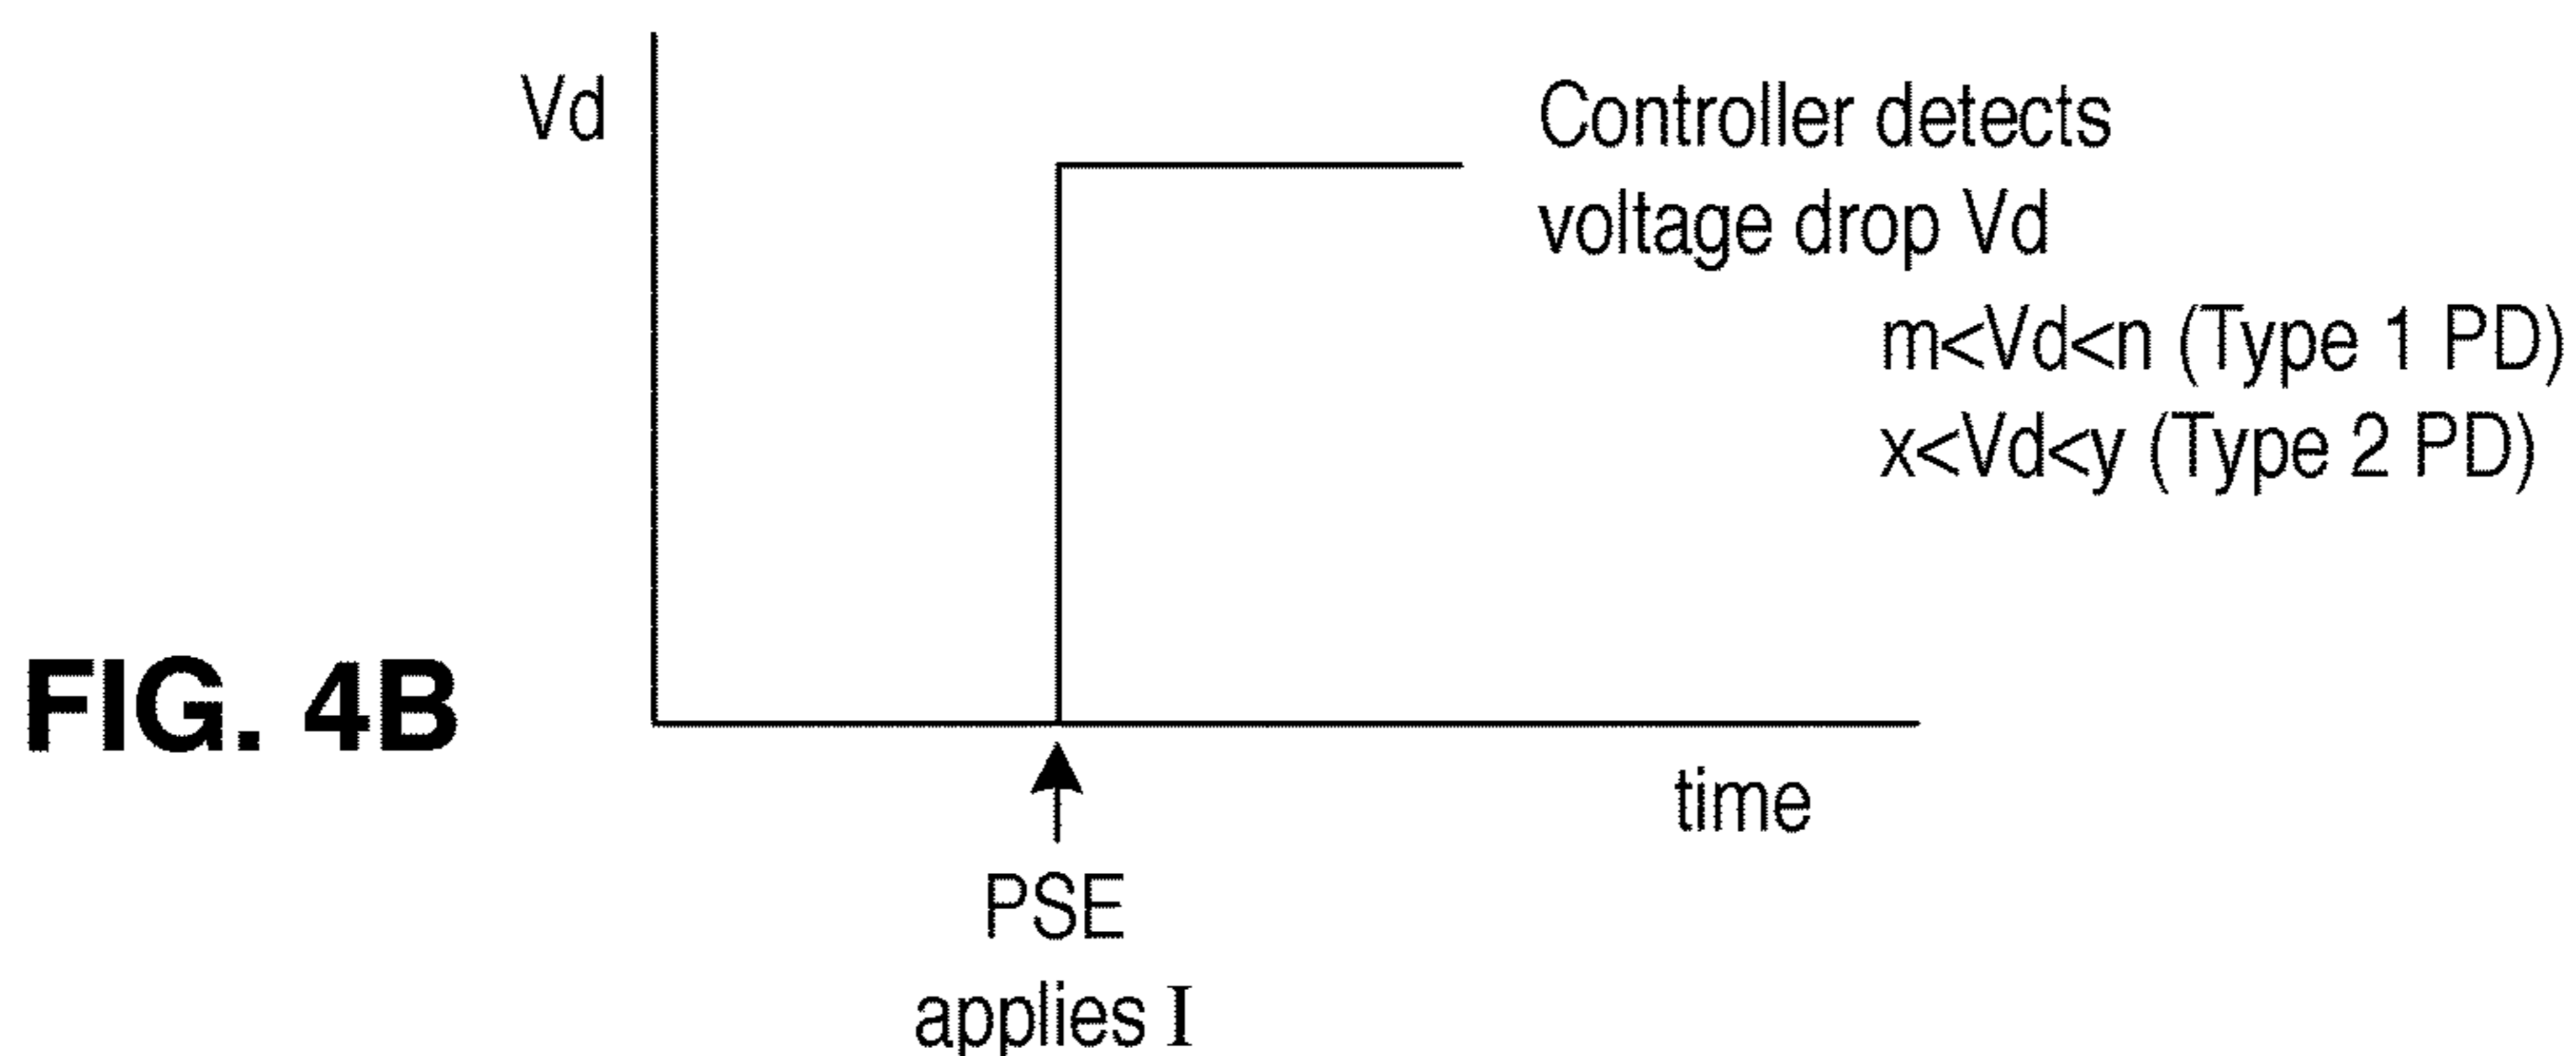 Vd
Controller detects
voltage drop Vd
m<Vd<n (Type 1 PD)
x<Vd<y (Type 2 PD)
FIG. 4B
time
PSE
applies I